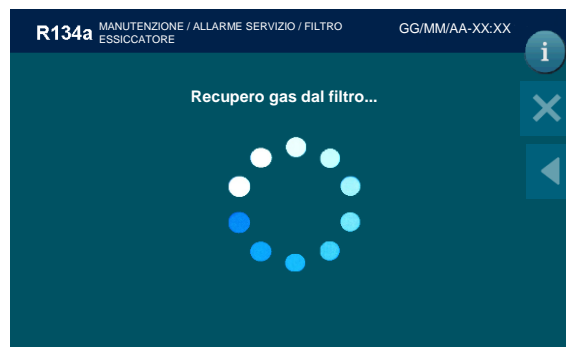 R134a
MANUTENZIONE / ALLARME SERVIZIO / FILTRO
ESSICCATORE
GG/MM/AA-XX:XX
i
Recupero gas dal filtro...